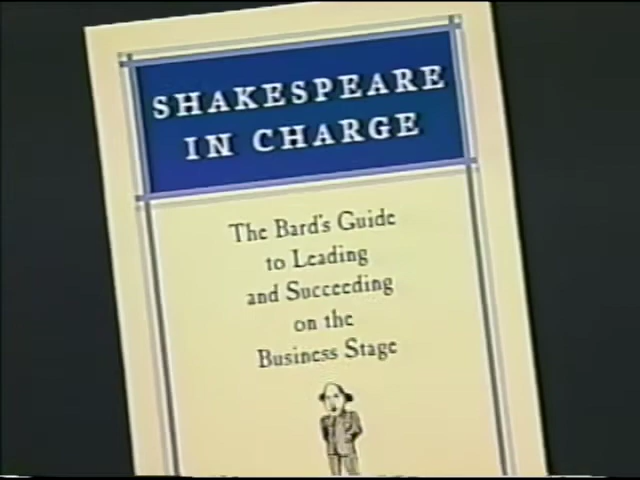 SHAKESPEARE
IN CHARGE
The Bard's Guide
to Leading
and Succeeding
on the
Business Stage